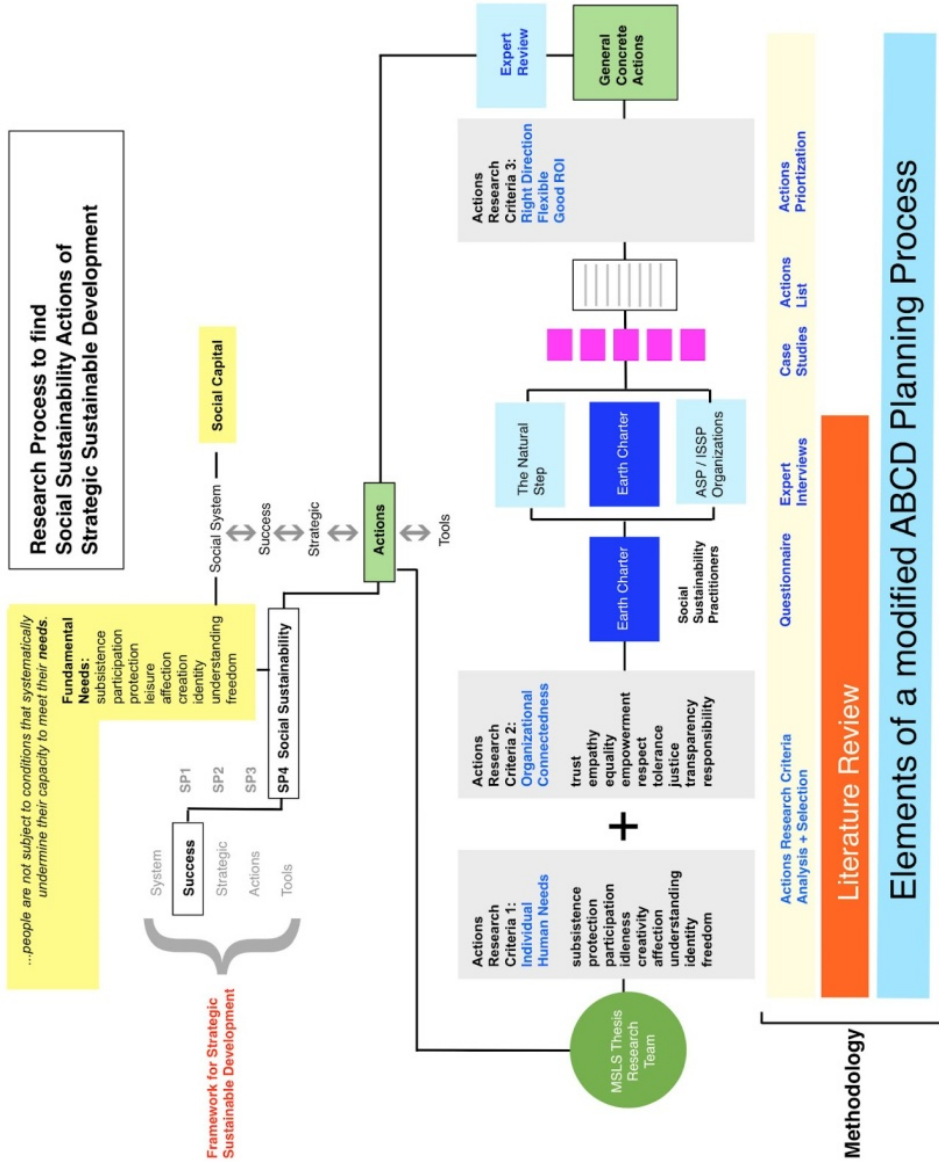 Research Process to find
Social Sustainability Actions of
Strategic Sustainable Development
...people are not subject to conditions that systematically
undermine their capacity to meet their needs.
Fundamental
Needs:
subsistence
participation
protection
leisure
affection
creation
identity
understanding
freedom
Framework for Strategic
Sustainable Development
System
Success
Strategic
Actions
Tools
SP1
SP2
SP3
SP4 Social Sustainability
Social System
Success
Strategic
Actions
Tools
Social Capital
MSLS Thesis
Research
Team
Actions
Research
Criteria 1:
Individual
Human Needs
subsistence
protection
participation
idleness
creativity
affection
understanding
identity
freedom
+
Actions
Research
Criteria 2:
Organizational
Connectedness
trust
empathy
equality
empowerment
respect
tolerance
justice
transparency
responsibility
Earth Charter
Social
Sustainability
Practitioners
The Natural
Step
Earth Charter
ASP / ISSP
Organizations
Actions
Research
Criteria 3:
Right Direction
Flexible
Good ROI
Expert
Review
General
Concrete
Actions
Methodology
Actions Research Criteria
Analysis + Selection
Questionnaire
Expert
Interviews
Case
Studies
Actions
List
Actions
Priortization
Literature Review
Elements of a modified ABCD Planning Process